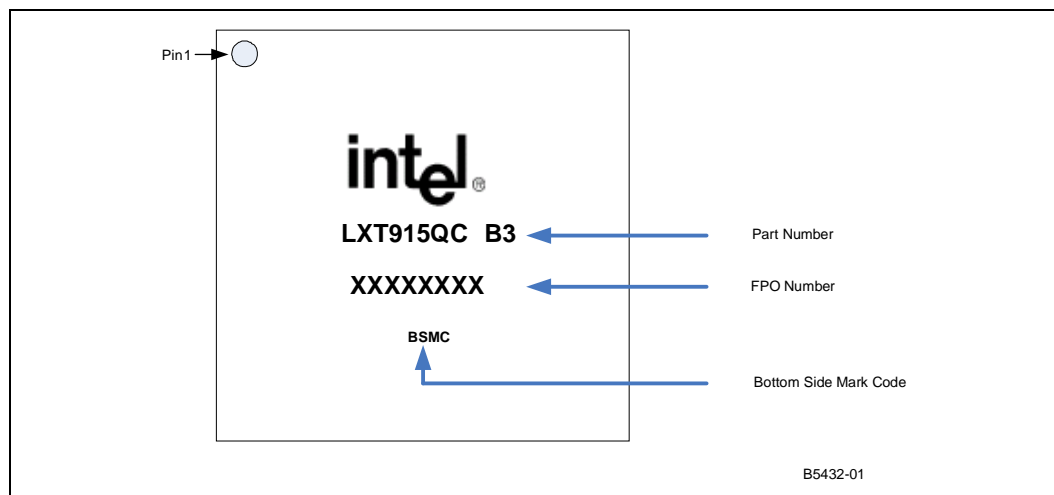 Pin1
intel®
LXT915QC B3
Part Number
XXXXXXXX
FPO Number
BSMC
Bottom Side Mark Code
B5432-01